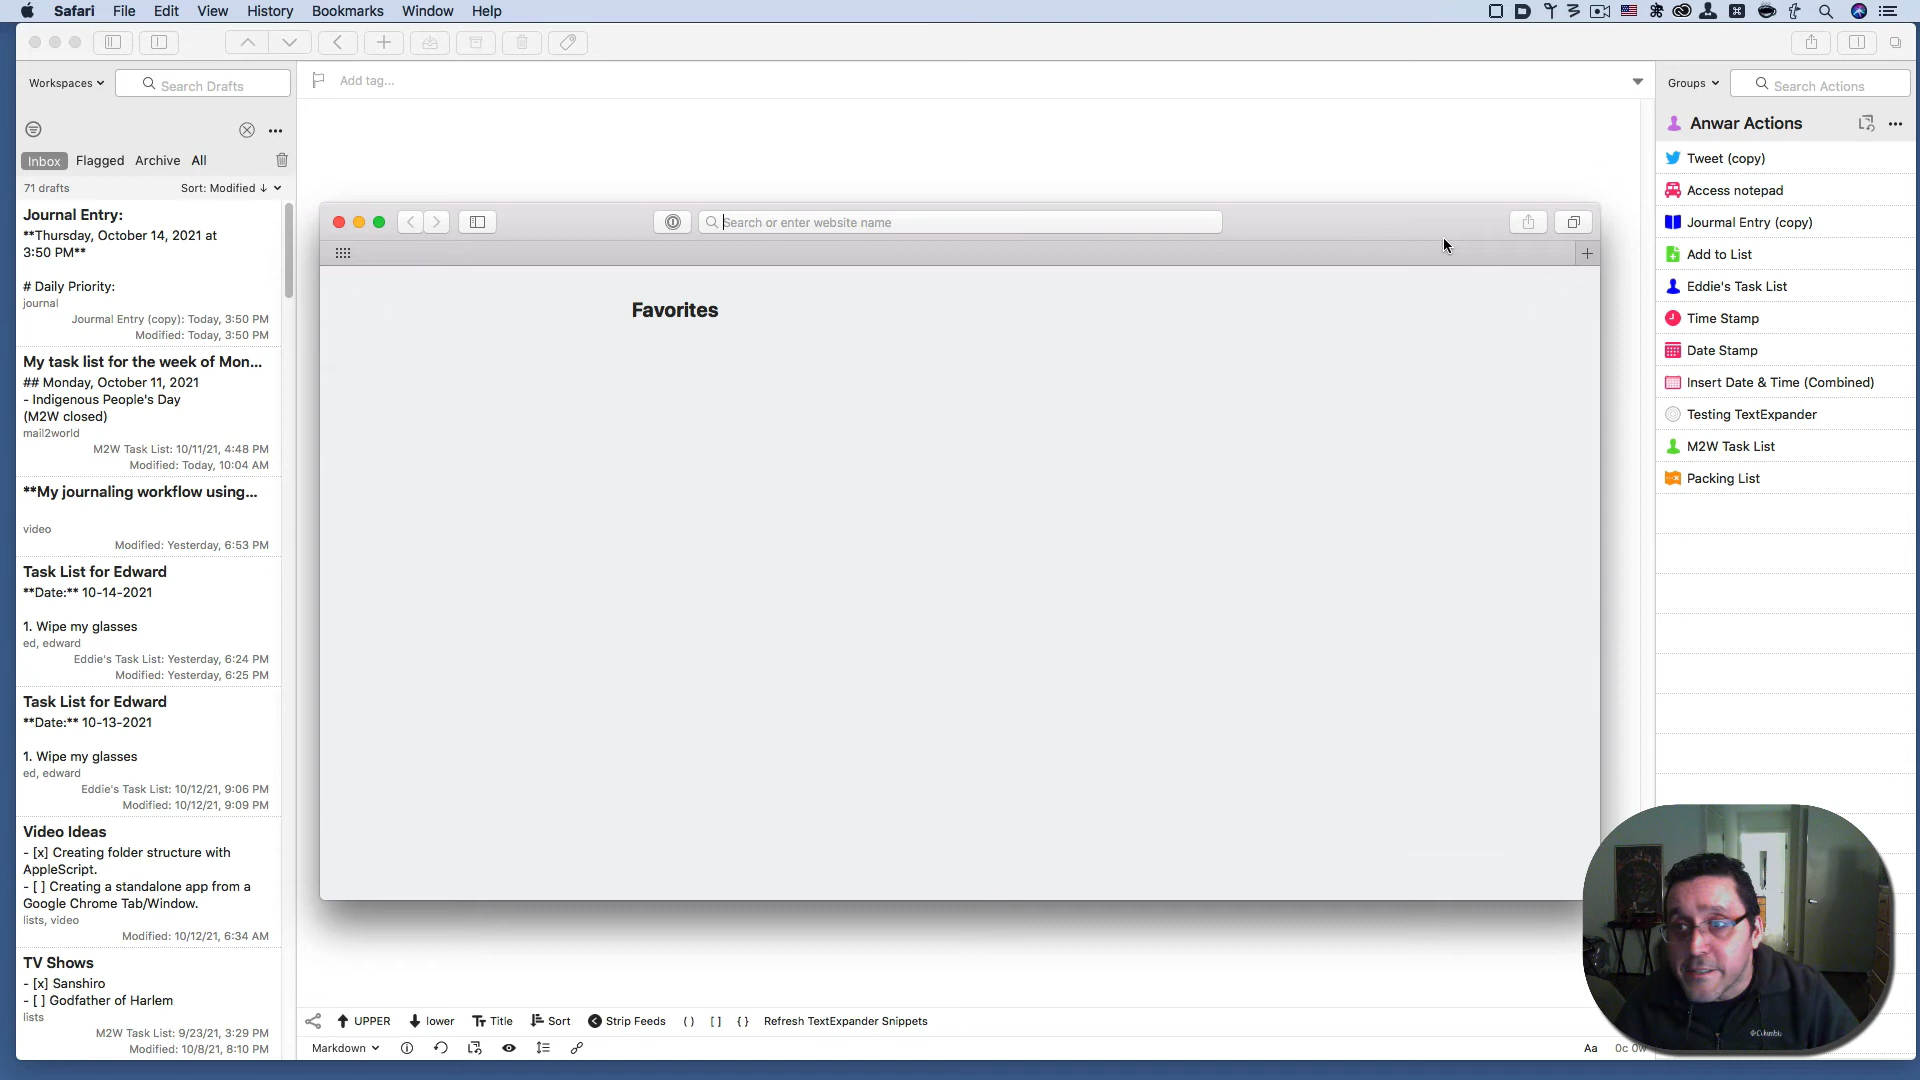 Safari File Edit View History Bookmarks Window Help
Workspaces
Search Drafts
Add tag...
Groups
Search Actions
Inbox Flagged Archive All
71 drafts
Sort: Modified
Journal Entry:
**Thursday, October 14, 2021 at
3:50 PM**
# Daily Priority:
journal
Jourmal Entry (copy): Today, 3:50 PM
Modified: Today, 3:50 PM
My task list for the week of Mon...
## Monday, October 11, 2021
- Indigenous People's Day
(M2W closed)
mail2world
M2W Task List: 10/11/21, 4:48 PM
Modified: Today, 10:04 AM
**My journaling workflow using...
video
Modified: Yesterday, 6:53 PM
Task List for Edward
**Date:** 10-14-2021
1. Wipe my glasses
ed, edward
Eddie's Task List: Yesterday, 6:24 PM
Modified: Yesterday, 6:25 PM
Task List for Edward
**Date:** 10-13-2021
1. Wipe my glasses
ed, edward
Eddie's Task List: 10/12/21, 9:06 PM
Modified: 10/12/21, 9:09 PM
Video Ideas
- [x] Creating folder structure with
AppleScript.
- [ ] Creating a standalone app from a
Google Chrome Tab/Window.
lists, video
Modified: 10/12/21, 6:34 AM
TV Shows
- [x] Sanshiro
- [ ] Godfather of Harlem
lists
M2W Task List: 9/23/21, 3:29 PM
Modified: 10/8/21, 8:10 PM
Search or enter website name
Favorites
Anwar Actions
Tweet (copy)
Access notepad
Jourmal Entry (copy)
Add to List
Eddie's Task List
Time Stamp
Date Stamp
Insert Date & Time (Combined)
Testing TextExpander
M2W Task List
Packing List
Columbia
UPPER lower Title Sort Strip Feeds ( ) [ ] { } Refresh TextExpander Snippets
Markdown
Aa 0c 0w